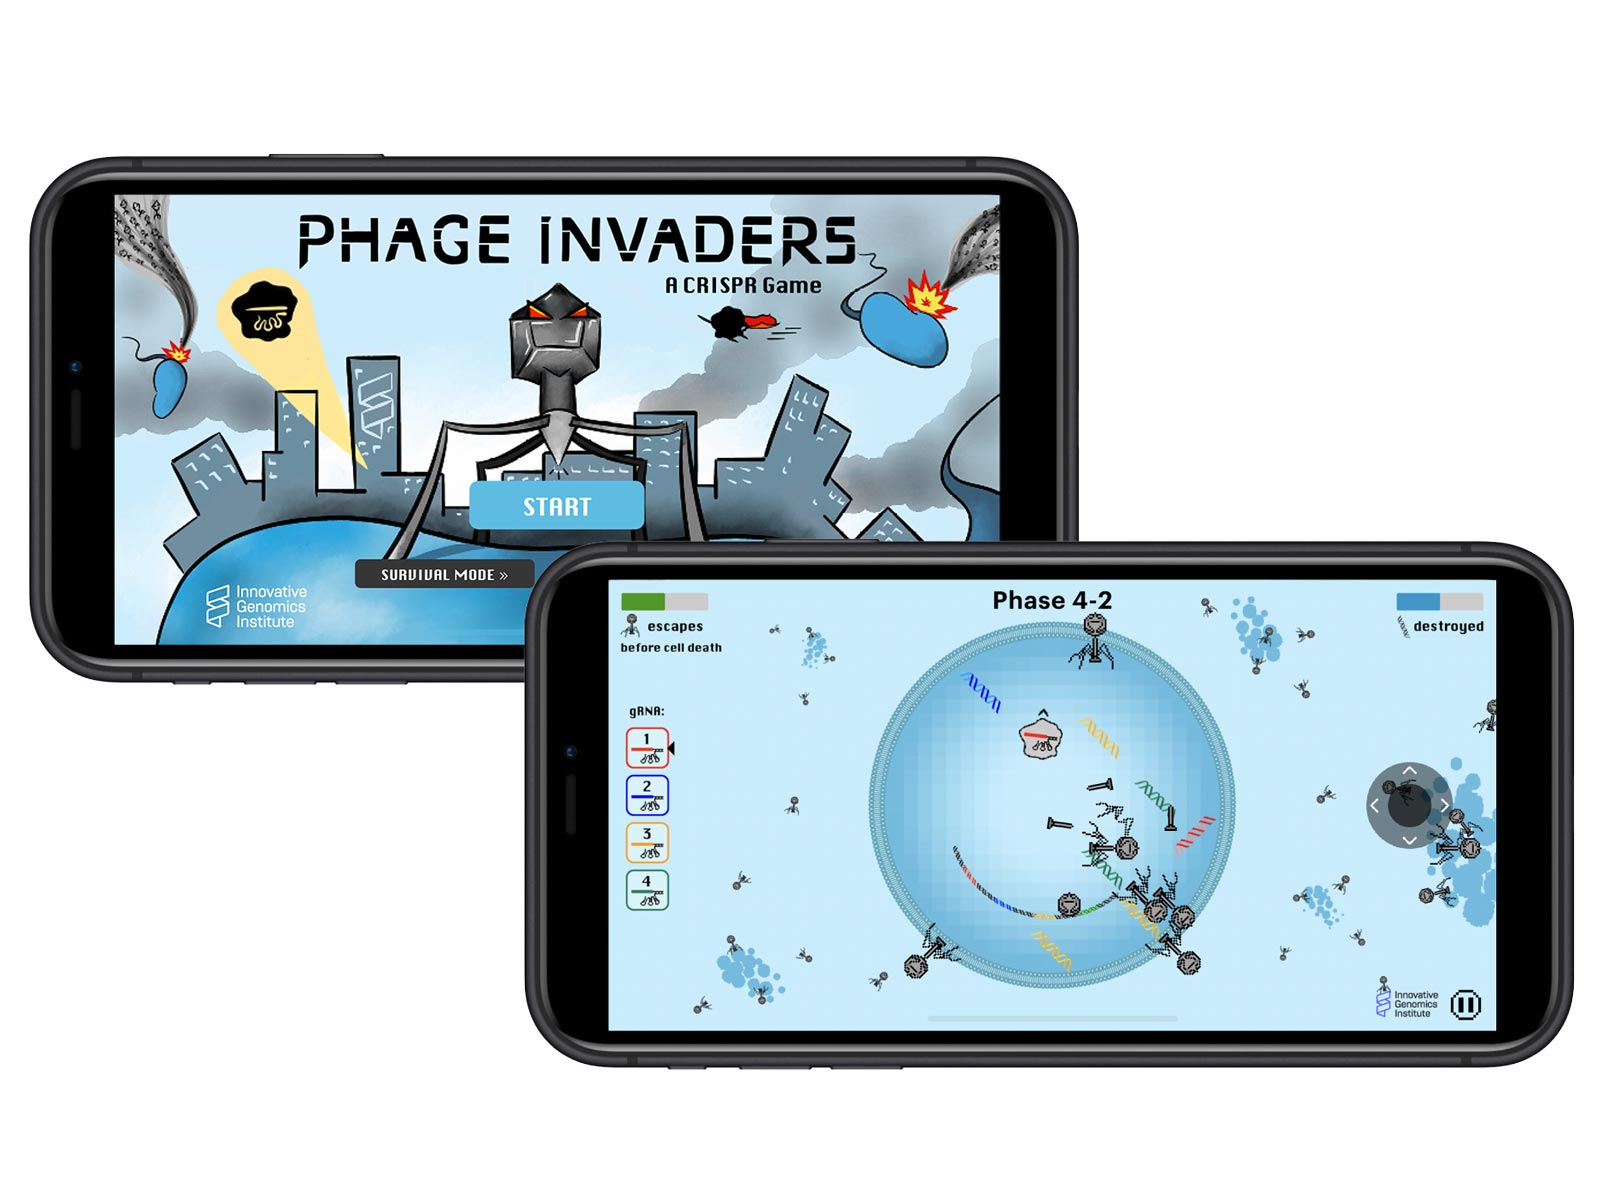 PHAGE INVADERS
A CRISPR Game
START
SURVIVAL MODE »
Innovative
Genomics
Institute
Phase 4-2
escapes
before cell death
destroyed
gRNA:
1
2
3
4
Innovative
Genomics
Institute